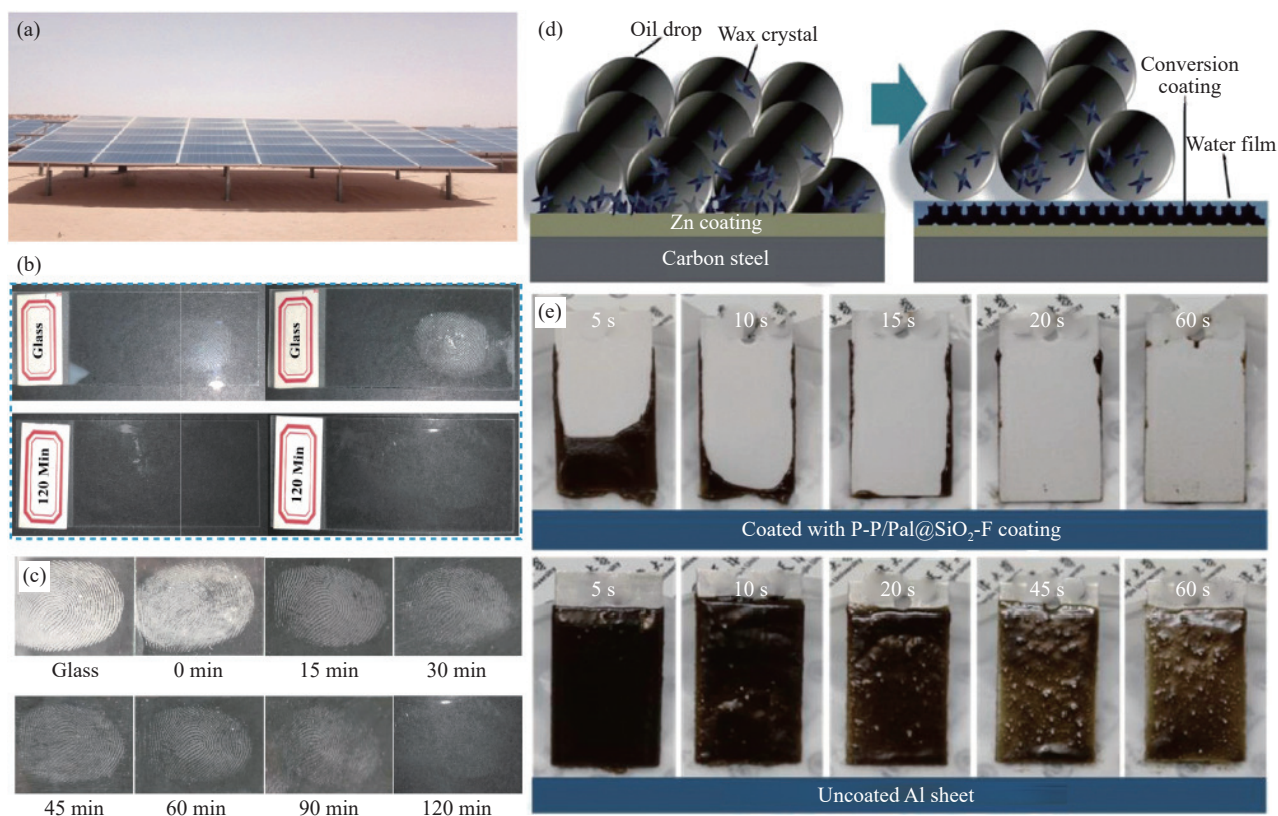 (a)
(b)
Glass
Glass
120 Min
120 Min
(c)
Glass 0 min 15 min 30 min
45 min 60 min 90 min 120 min
(d)
Oil drop
Wax crystal
Conversion
coating
Water film
Zn coating
Carbon steel
(e)
5 s 10 s 15 s 20 s 60 s
Coated with P-P/Pal@SiO₂-F coating
5 s 10 s 20 s 45 s 60 s
Uncoated Al sheet